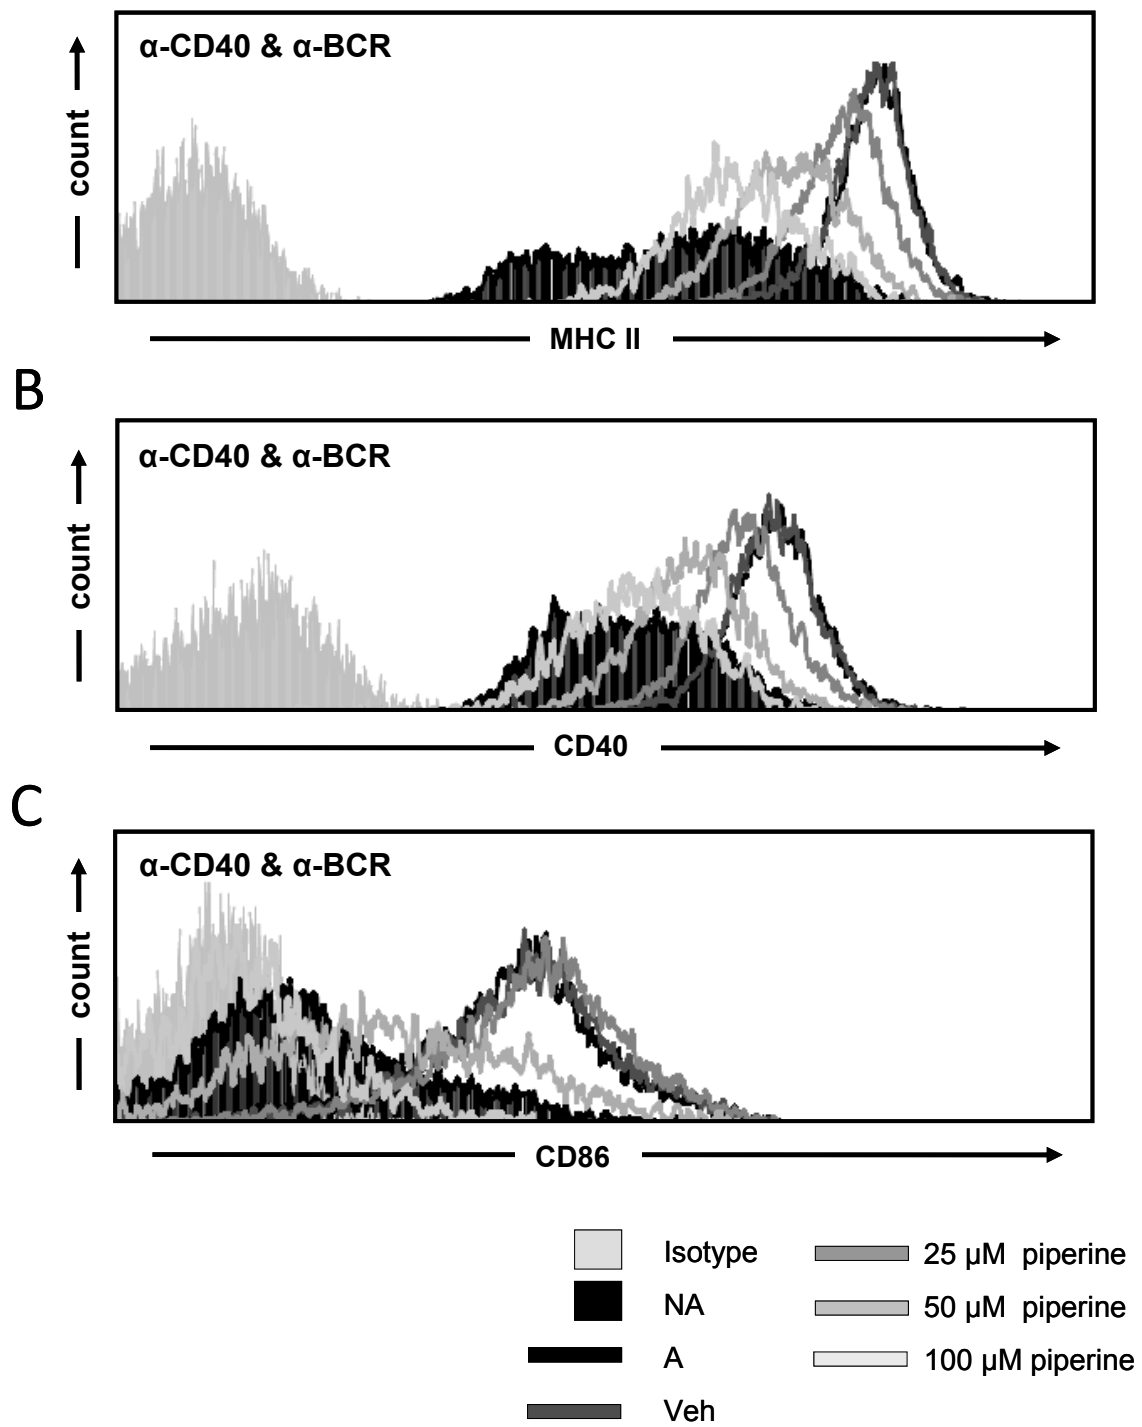 α-CD40 & α-BCR
count
MHC II
B
α-CD40 & α-BCR
count
CD40
C
α-CD40 & α-BCR
count
CD86
Isotype
25 µM piperine
NA
50 µM piperine
A
100 µM piperine
Veh